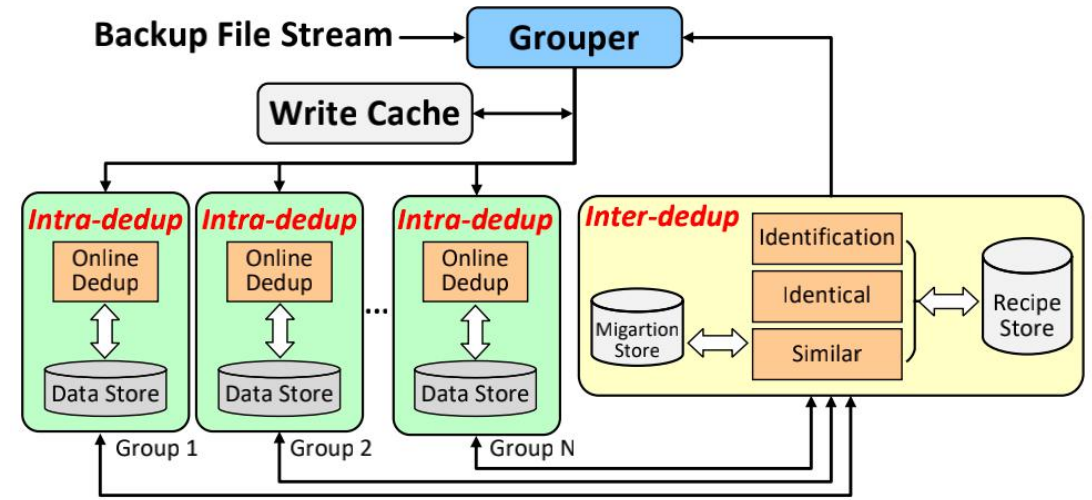 Backup File Stream
Grouper
Write Cache
Intra-dedup
Online
Dedup
Data Store
Group 1
Intra-dedup
Online
Dedup
Data Store
Group 2
...
Intra-dedup
Online
Dedup
Data Store
Group N
Inter-dedup
Identification
Identical
Similar
Migartion
Store
Recipe
Store